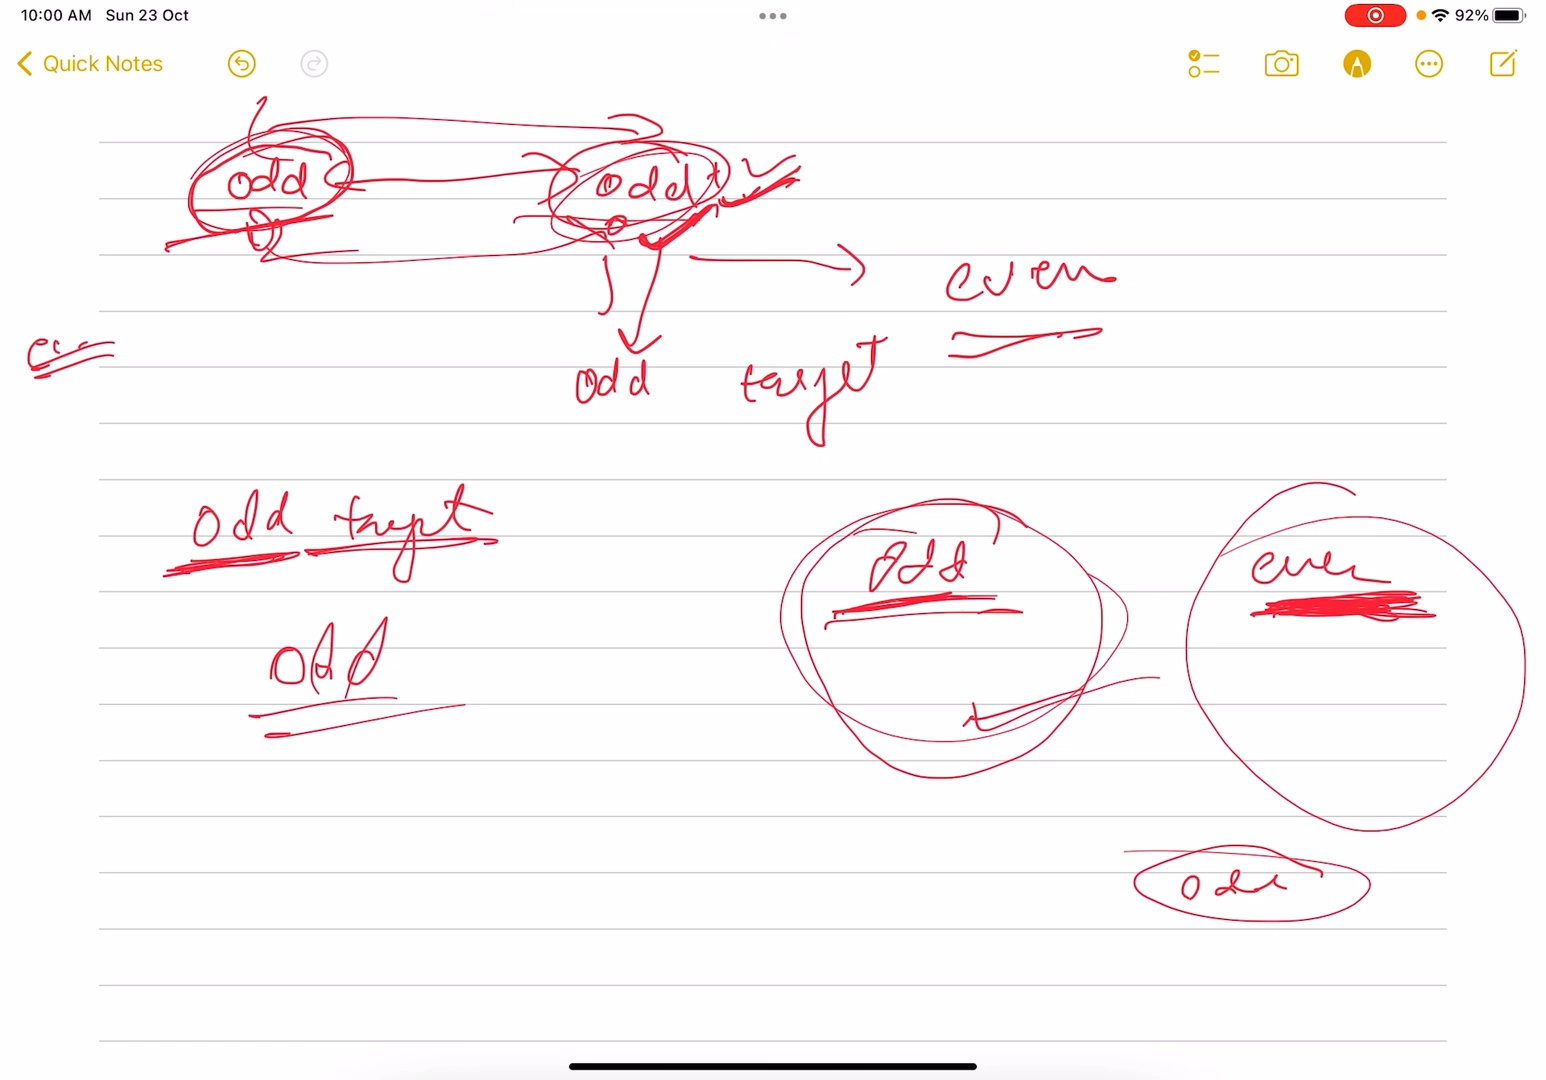 10:00 AM Sun 23 Oct
92%
Quick Notes
odd odd
even
odd target
odd target
odd even
odd
odd